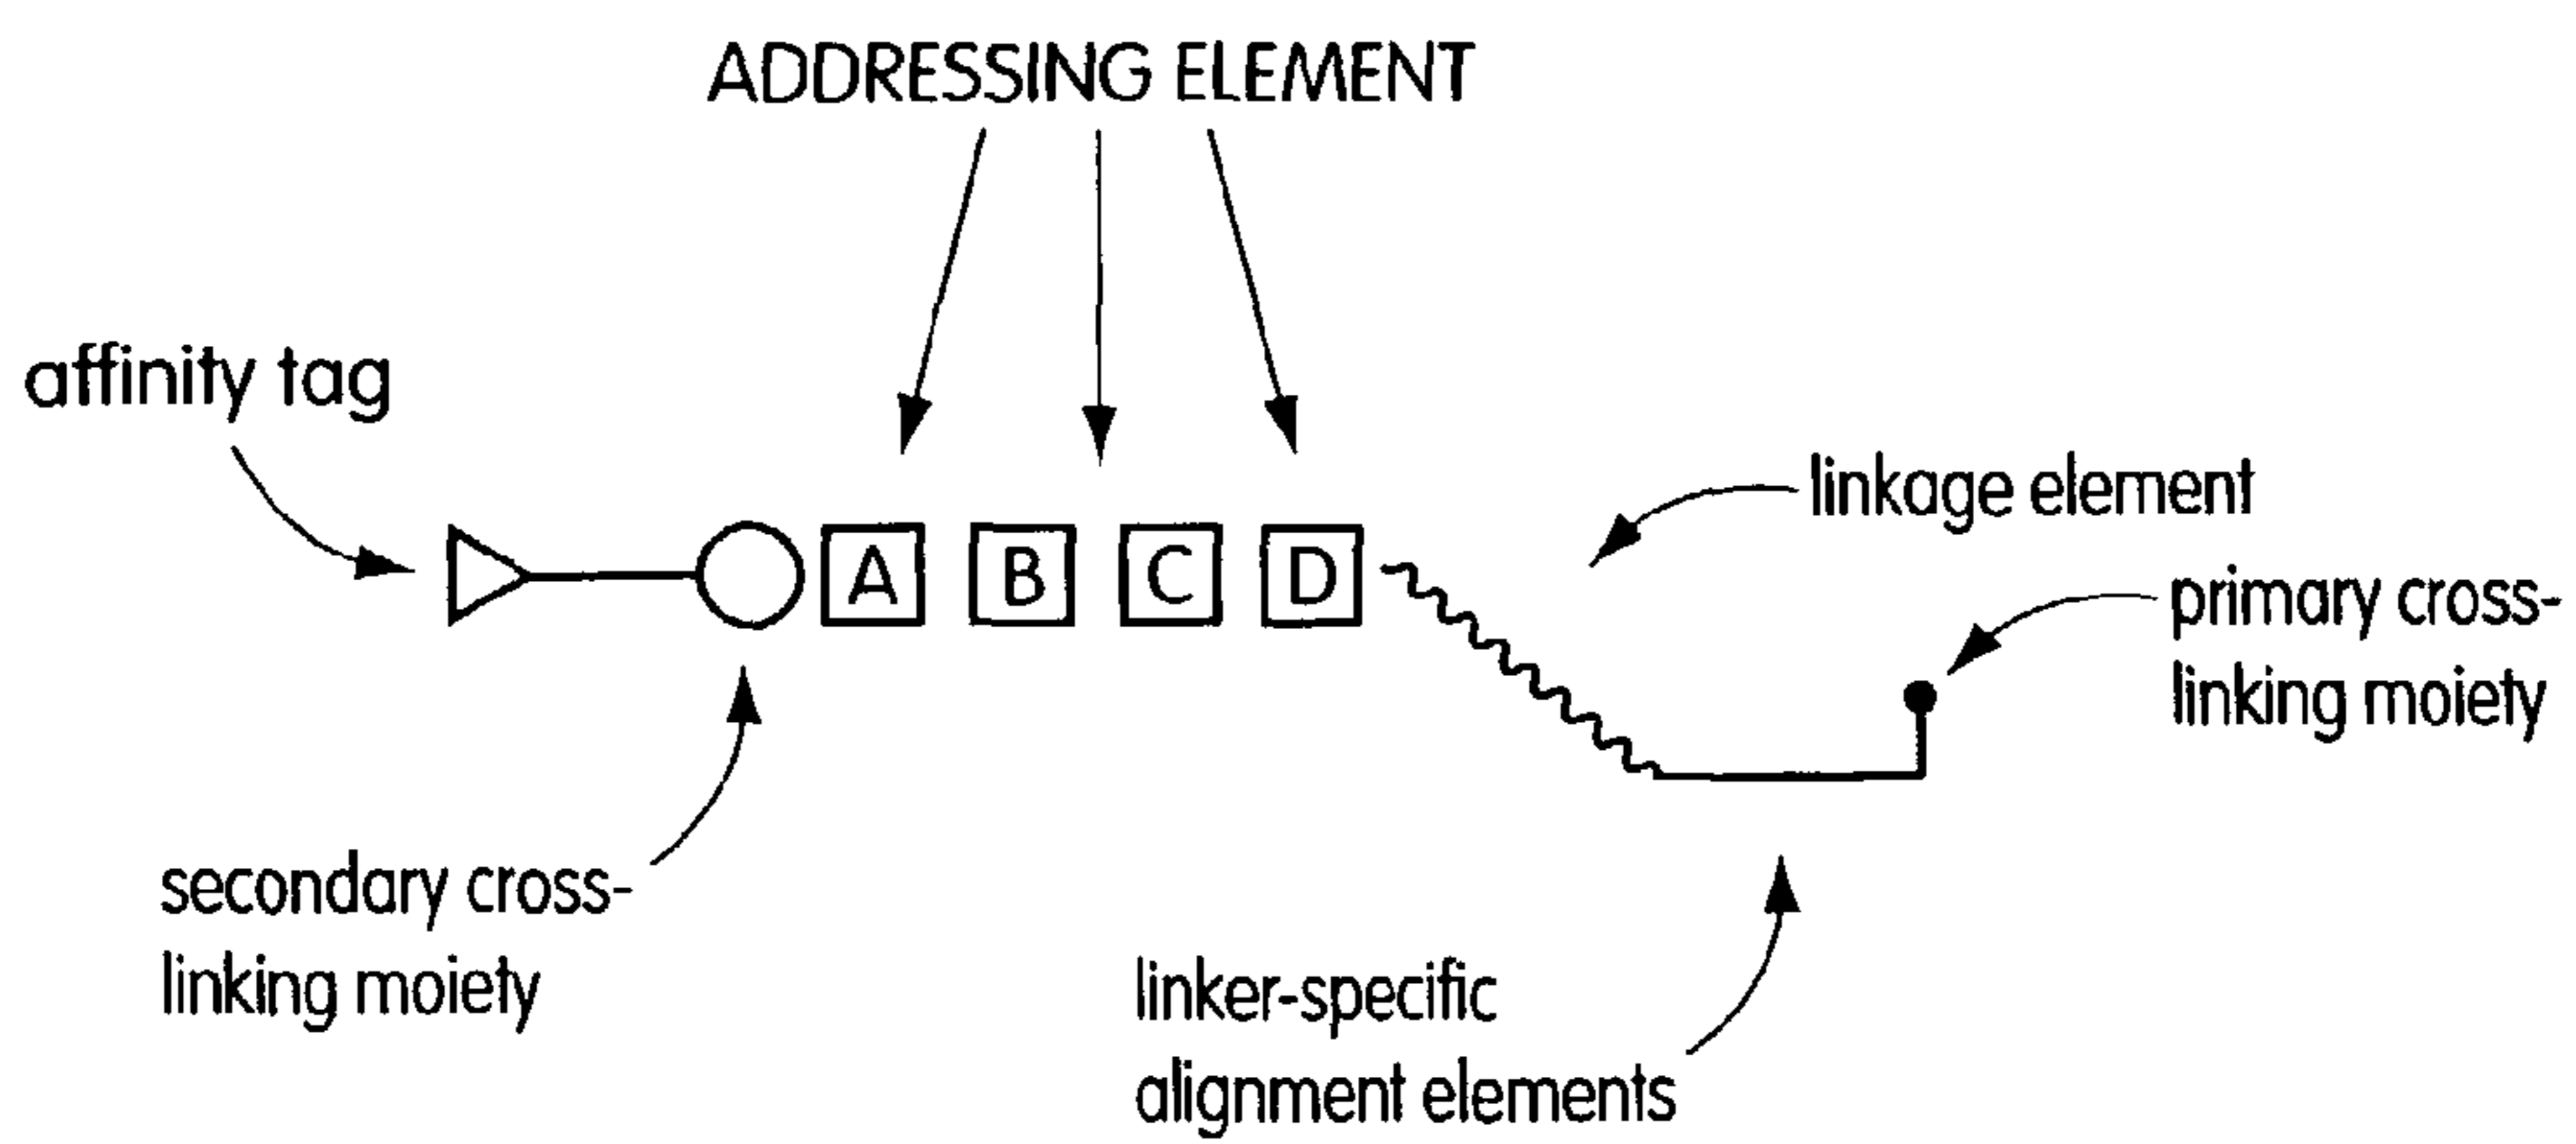 ADDRESSING ELEMENT
affinity tag
linkage element
A B C D
primary cross-
linking moiety
secondary cross-
linking moiety
linker-specific
alignment elements